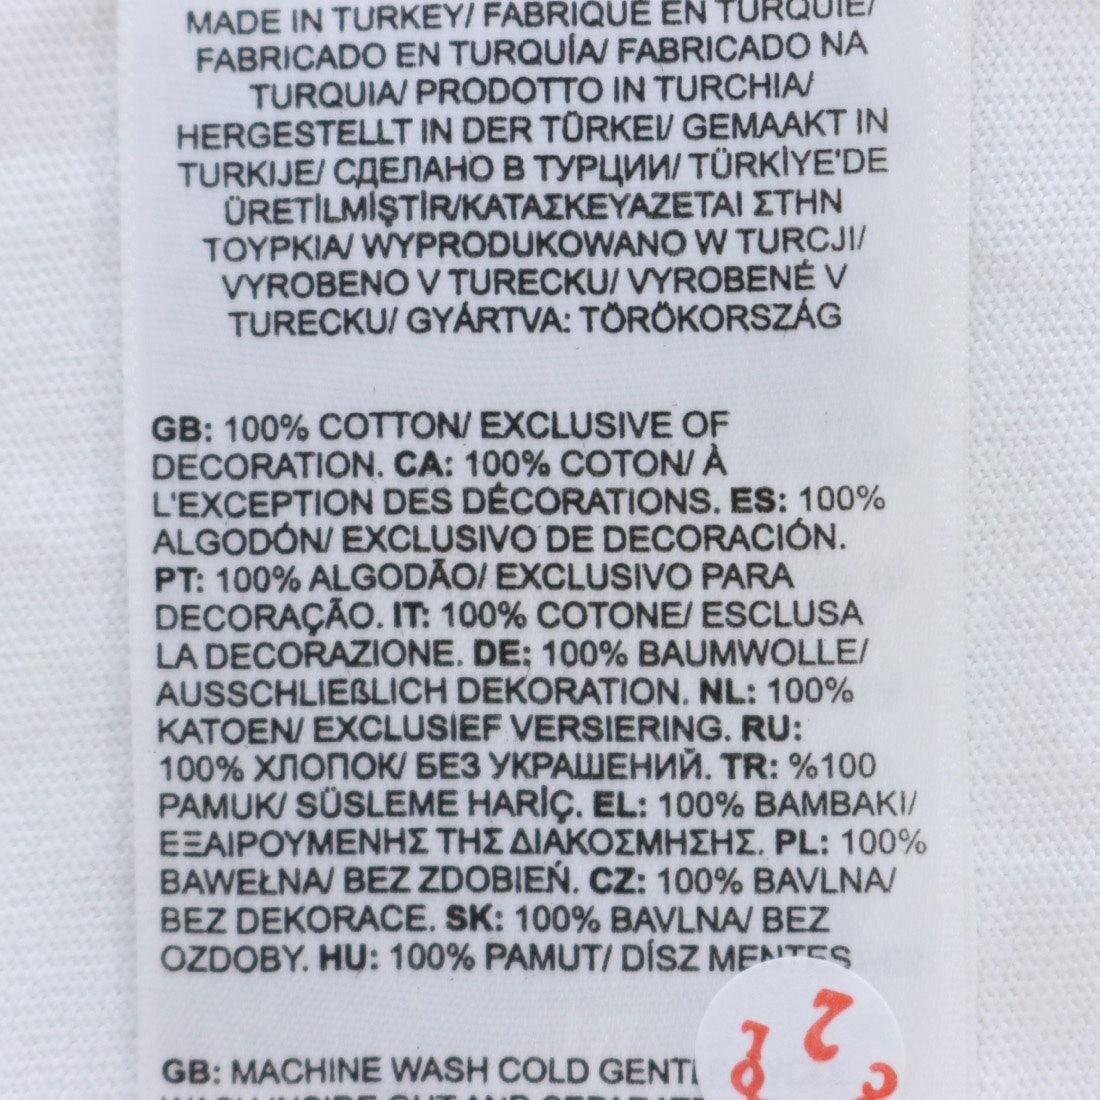 MADE IN TURKEY/ FABRIQUÉ EN TURQUIE/
FABRICADO EN TURQUÍA/ FABRICADO NA
TURQUIA/ PRODOTTO IN TURCHIA/
HERGESTELLT IN DER TÜRKEI/ GEMAAKT IN
TURKIJE/ СДЕЛАНО В ТУРЦИИ/ TÜRKİYE'DE
ÜRETİLMİŞTİR/ΚΑΤΑΣΚΕΥΑΖΕΤΑΙ ΣΤΗΝ
ΤΟΥΡΚΙΑ/ WYPRODUKOWANO W TURCJI/
VYROBENO V TURECKU/ VYROBENÉ V
TURECKU/ GYÁRTVA: TÖRÖKORSZÁG
GB: 100% COTTON/ EXCLUSIVE OF
DECORATION. CA: 100% COTON/ À
L'EXCEPTION DES DÉCORATIONS. ES: 100%
ALGODÓN/ EXCLUSIVO DE DECORACIÓN.
PT: 100% ALGODÃO/ EXCLUSIVO PARA
DECORAÇÃO. IT: 100% COTONE/ ESCLUSA
LA DECORAZIONE. DE: 100% BAUMWOLLE/
AUSSCHLIEßLICH DEKORATION. NL: 100%
KATOEN/ EXCLUSIEF VERSIERING. RU:
100% ХЛОПОК/ БЕЗ УКРАШЕНИЙ. TR: %100
PAMUK/ SÜSLEME HARİÇ. EL: 100% ΒΑΜΒΑΚΙ/
ΕΞΑΙΡΟΥΜΕΝΗΣ ΤΗΣ ΔΙΑΚΟΣΜΗΣΗΣ. PL: 100%
BAWEŁNA/ BEZ ZDOBIEŃ. CZ: 100% BAVLNA/
BEZ DEKORACE. SK: 100% BAVLNA/ BEZ
OZDOBY. HU: 100% PAMUT/ DÍSZ MENTES
GB: MACHINE WASH COLD